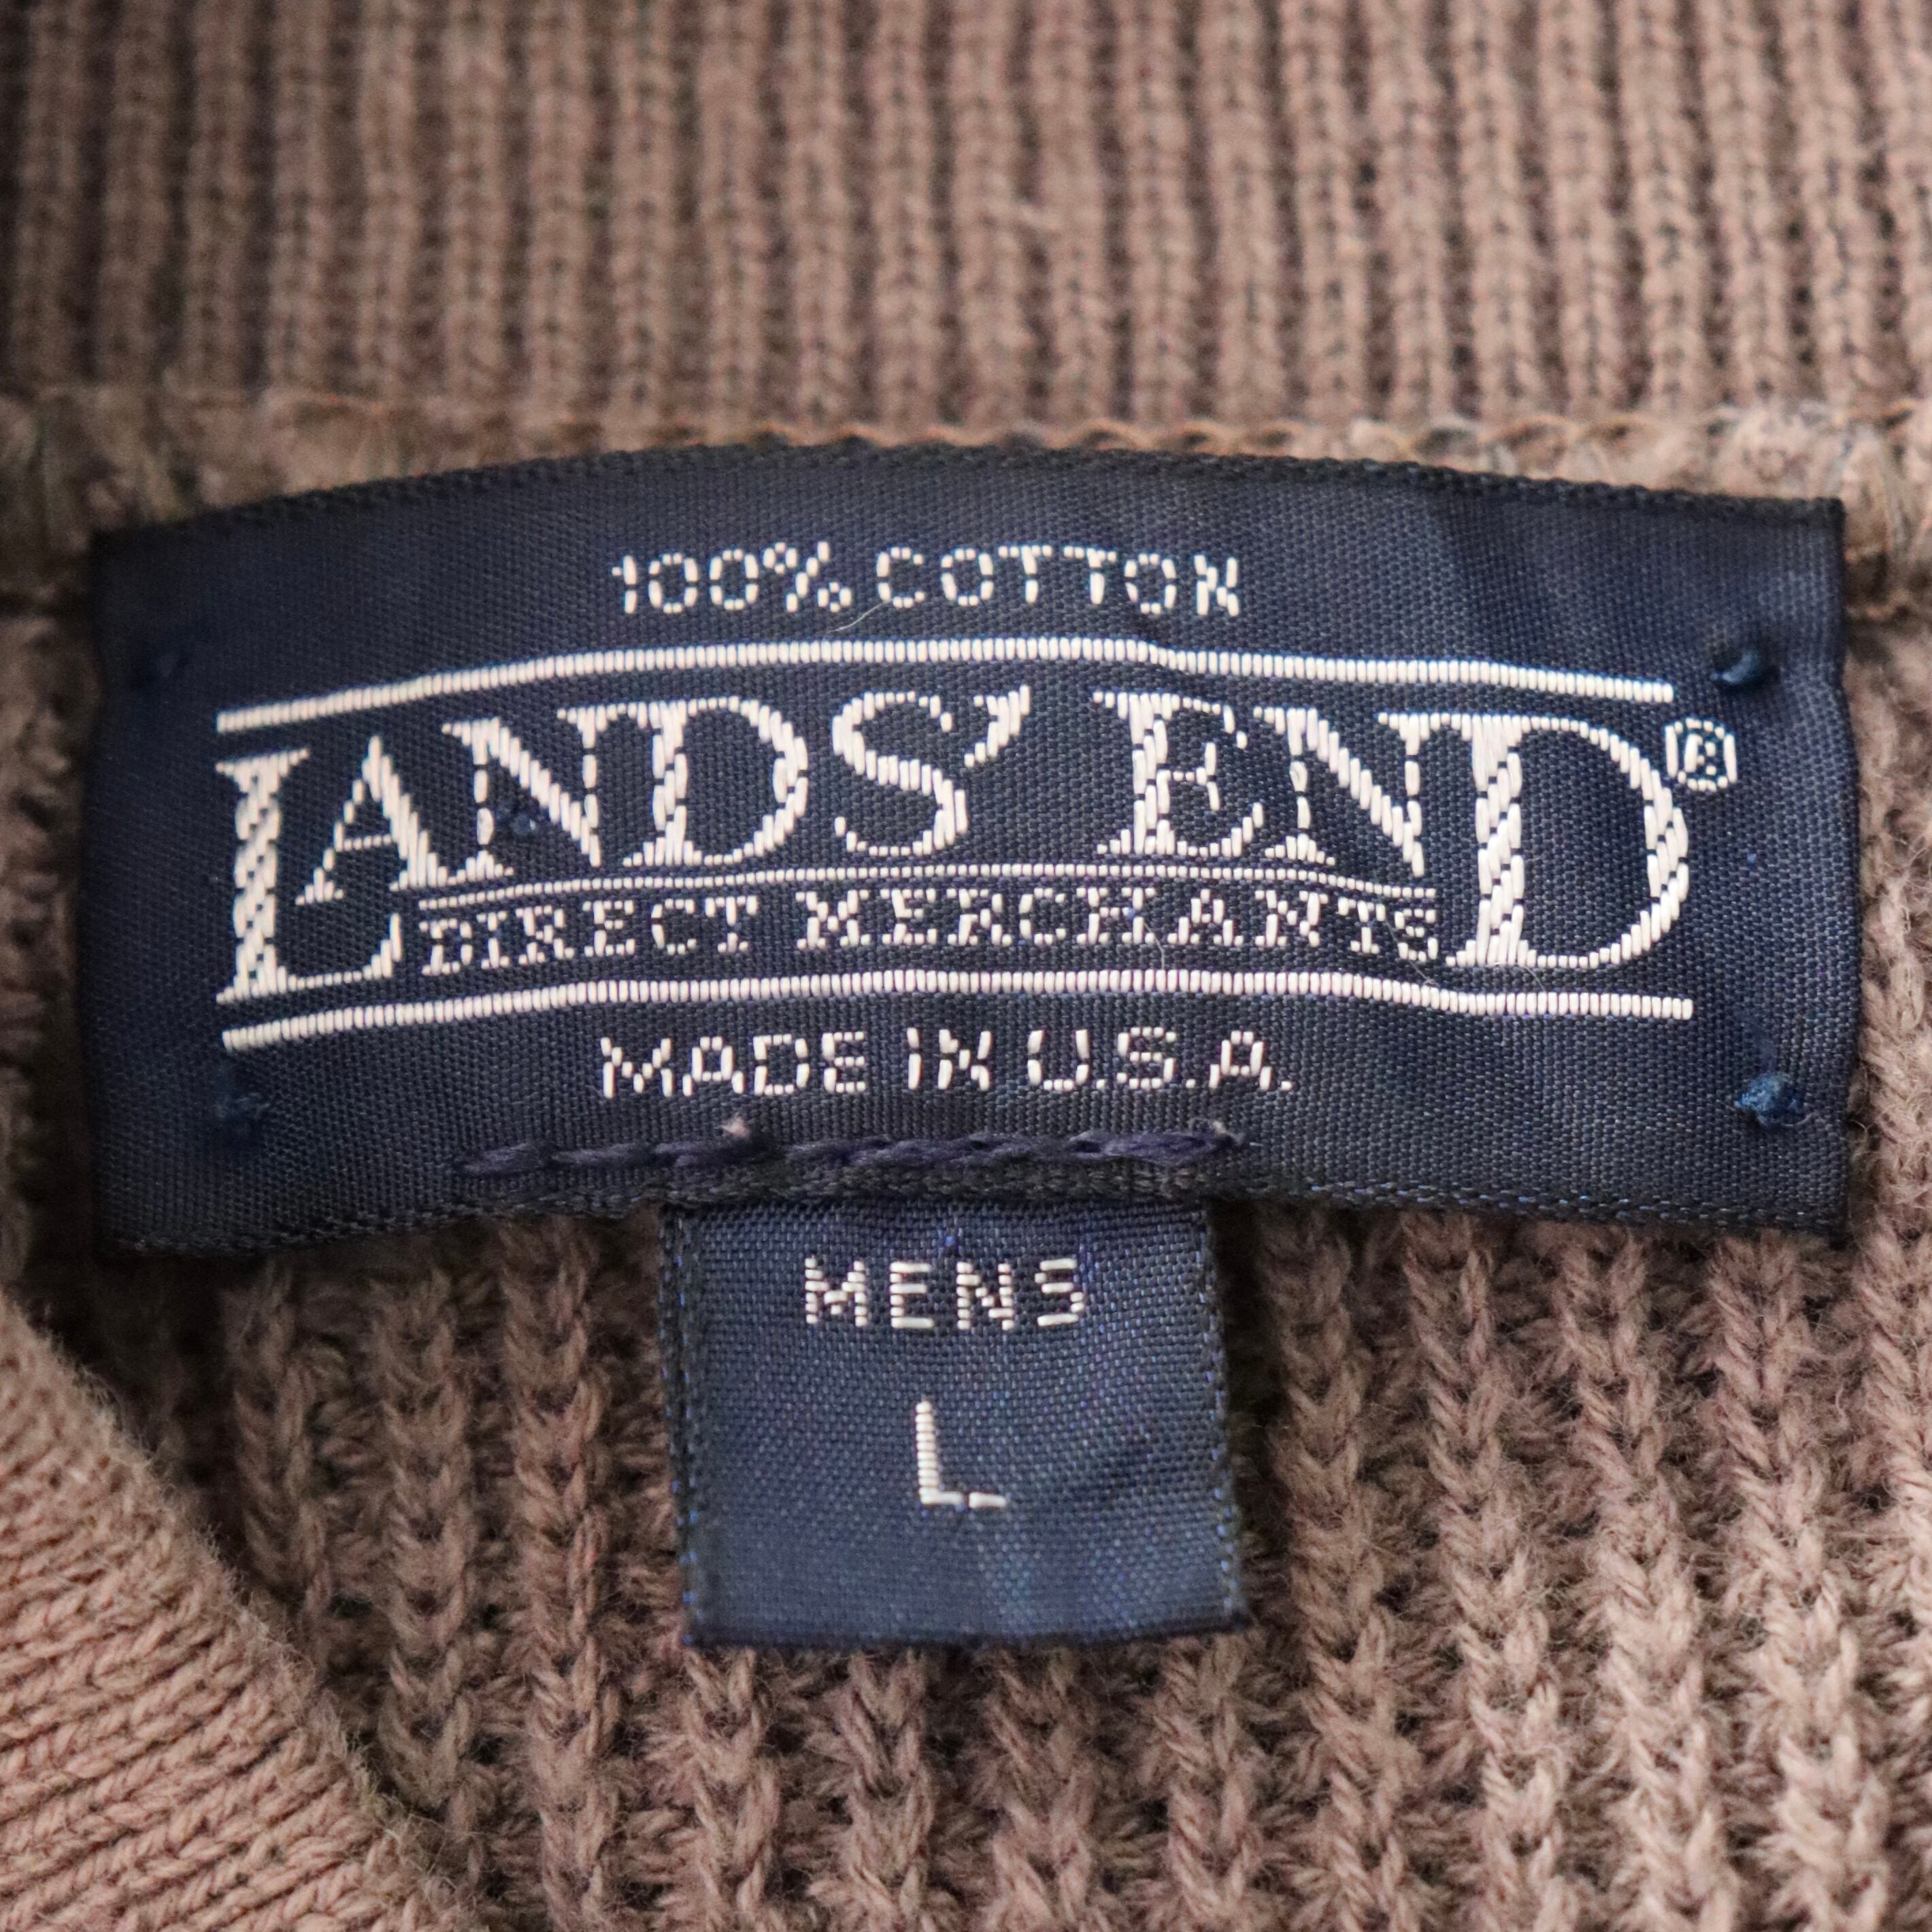 100% COTTON
LANDS' END®
DIRECT MERCHANTS
MADE IN U.S.A.
MENS
L